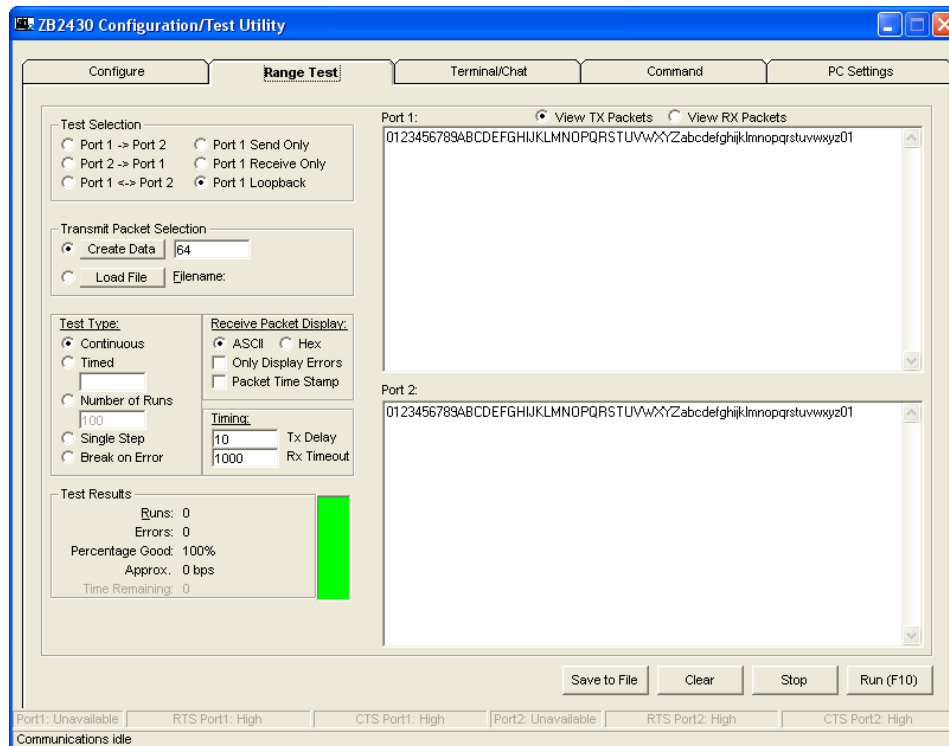 ZB2430 Configuration/Test Utility
Configure
Range Test
Terminal/Chat
Command
PC Settings
Test Selection
Port 1 -> Port 2
Port 1 Send Only
Port 2 -> Port 1
Port 1 Receive Only
Port 1 <-> Port 2
Port 1 Loopback
Transmit Packet Selection
Create Data
64
Load File
Filename:
Test Type:
Continuous
Timed
Number of Runs
100
Single Step
Break on Error
Receive Packet Display:
ASCII
Hex
Only Display Errors
Packet Time Stamp
Timing:
10
Tx Delay
1000
Rx Timeout
Test Results
Runs: 0
Errors: 0
Percentage Good: 100%
Approx. 0 bps
Time Remaining: 0
Port 1:
View TX Packets
View RX Packets
0123456789ABCDEFGHIJKLMNOPQRSTUVwXYZabcdefghijklmnopqrstuvwxyz01
Port 2:
0123456789ABCDEFGHIJKLMNOPQRSTUVwXYZabcdefghijklmnopqrstuvwxyz01
Save to File
Clear
Stop
Run (F10)
Port1: Unavailable
RTS Port1: High
CTS Port1: High
Port2: Unavailable
RTS Port2: High
CTS Port2: High
Communications idle